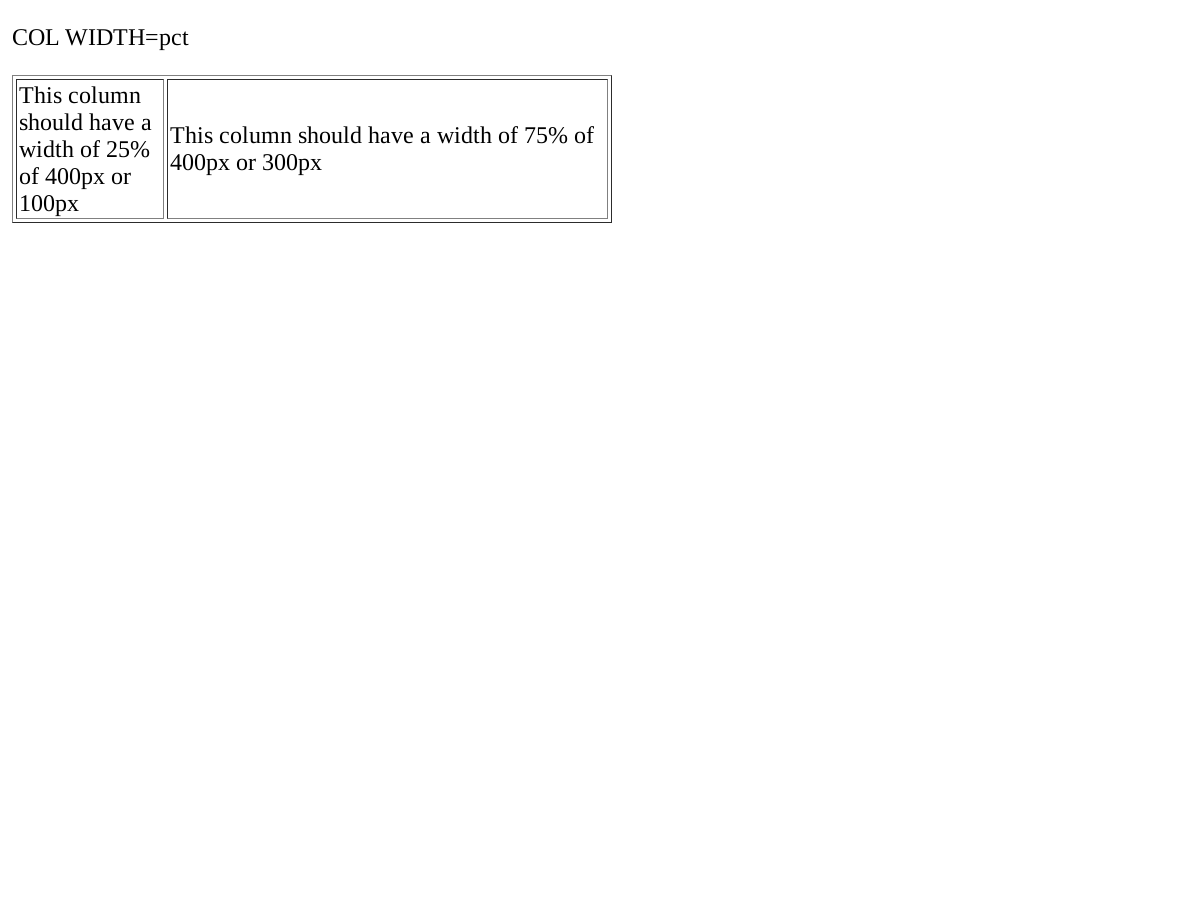 COL WIDTH=pct
This column
should have a
width of 25%
of 400px or
100px
This column should have a width of 75% of
400px or 300px